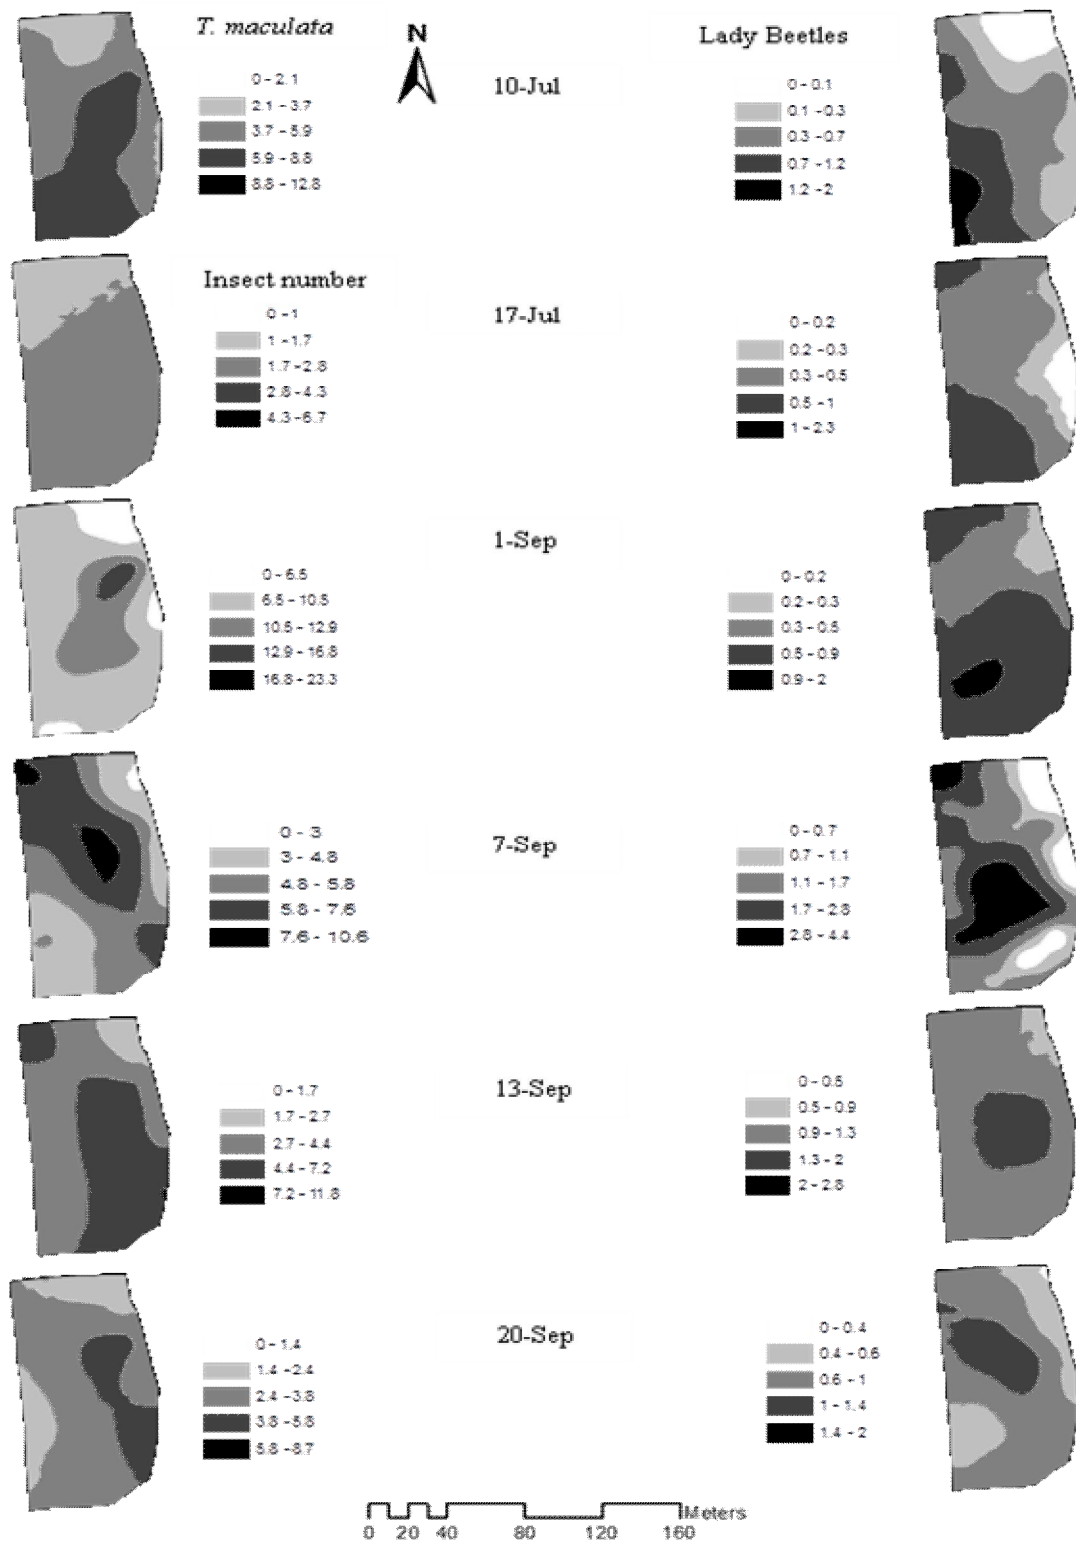 T. maculata
N
Lady Beetles
10-Jul
0 - 2.1
2.1 - 3.7
3.7 - 5.9
5.9 - 8.8
8.8 - 12.8
0 - 0.1
0.1 - 0.3
0.3 - 0.7
0.7 - 1.2
1.2 - 2
Insect number
17-Jul
0 - 1
1 - 1.7
1.7 - 2.8
2.8 - 4.3
4.3 - 6.7
0 - 0.2
0.2 - 0.3
0.3 - 0.5
0.5 - 1
1 - 2.3
1-Sep
0 - 6.5
6.5 - 10.5
10.5 - 12.9
12.9 - 16.8
16.8 - 23.3
0 - 0.2
0.2 - 0.3
0.3 - 0.5
0.5 - 0.9
0.9 - 2
7-Sep
0 - 3
3 - 4.8
4.8 - 5.8
5.8 - 7.6
7.6 - 10.6
0 - 0.7
0.7 - 1.1
1.1 - 1.7
1.7 - 2.8
2.8 - 4.4
13-Sep
0 - 1.7
1.7 - 2.7
2.7 - 4.4
4.4 - 7.2
7.2 - 11.8
0 - 0.5
0.5 - 0.9
0.9 - 1.3
1.3 - 2
2 - 2.8
20-Sep
0 - 1.4
1.4 - 2.4
2.4 - 3.8
3.8 - 5.8
5.8 - 8.7
0 - 0.4
0.4 - 0.6
0.6 - 1
1 - 1.4
1.4 - 2
Meters
0 20 40 80 120 160